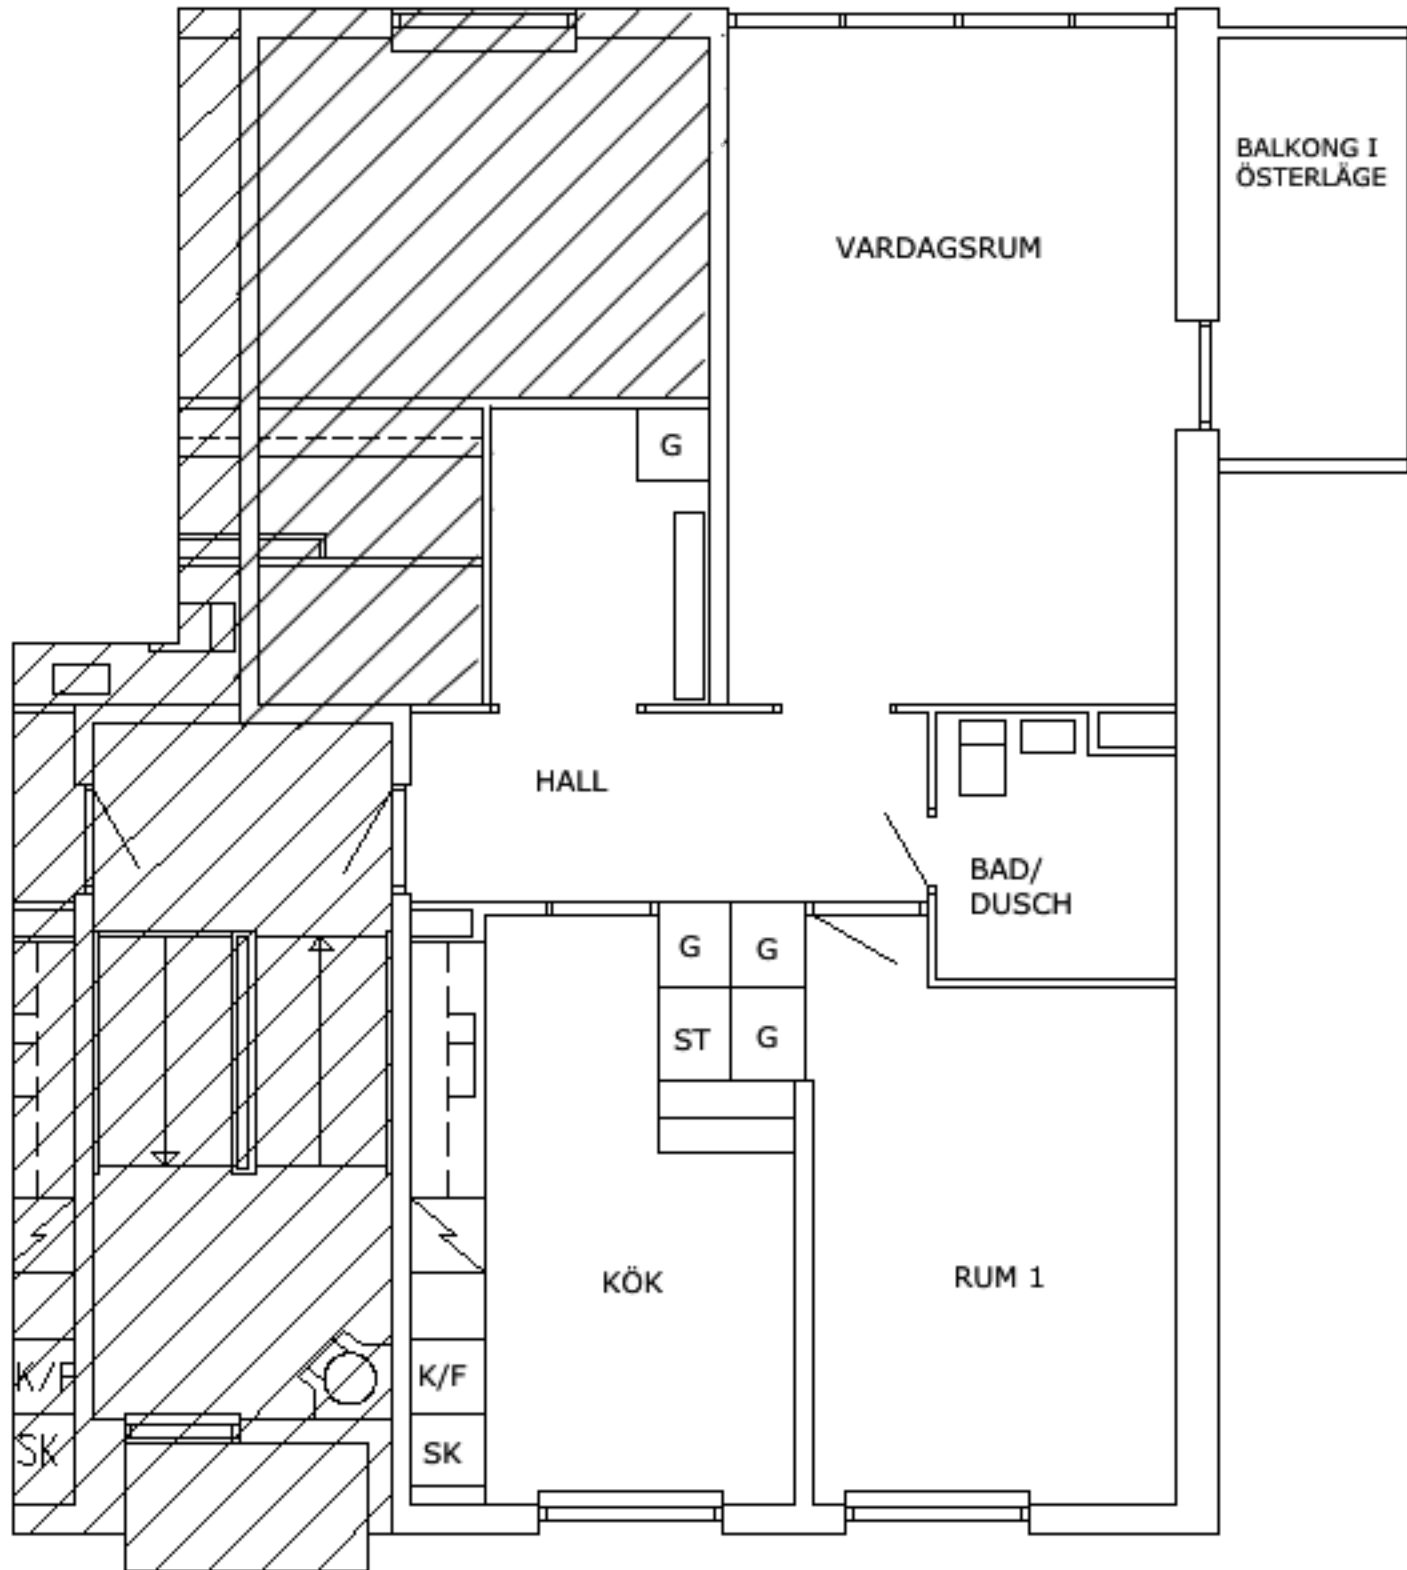 BALKONG I
ÖSTERLÄGE
VARDAGSRUM
G
HALL
BAD/
DUSCH
G
G
ST
G
KÖK
RUM 1
K/F
K/F
SK
SK